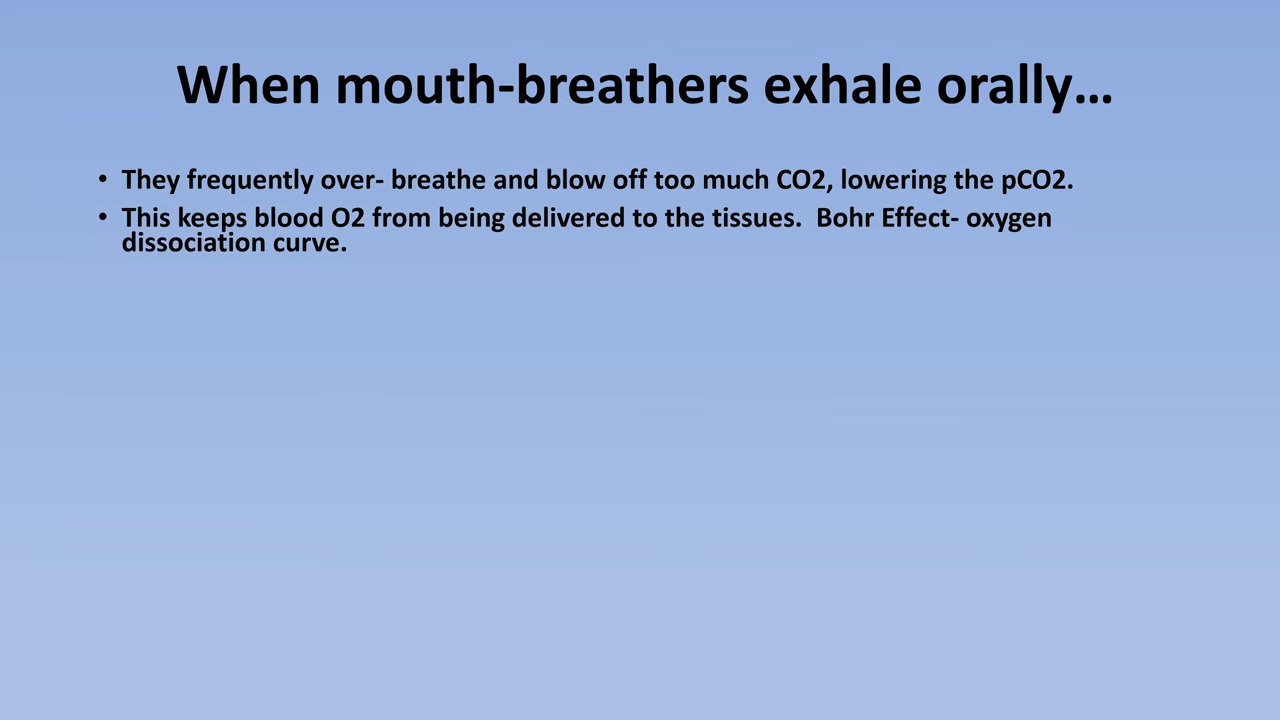 When mouth-breathers exhale orally…
• They frequently over- breathe and blow off too much CO2, lowering the pCO2.
• This keeps blood O2 from being delivered to the tissues.  Bohr Effect- oxygen
dissociation curve.